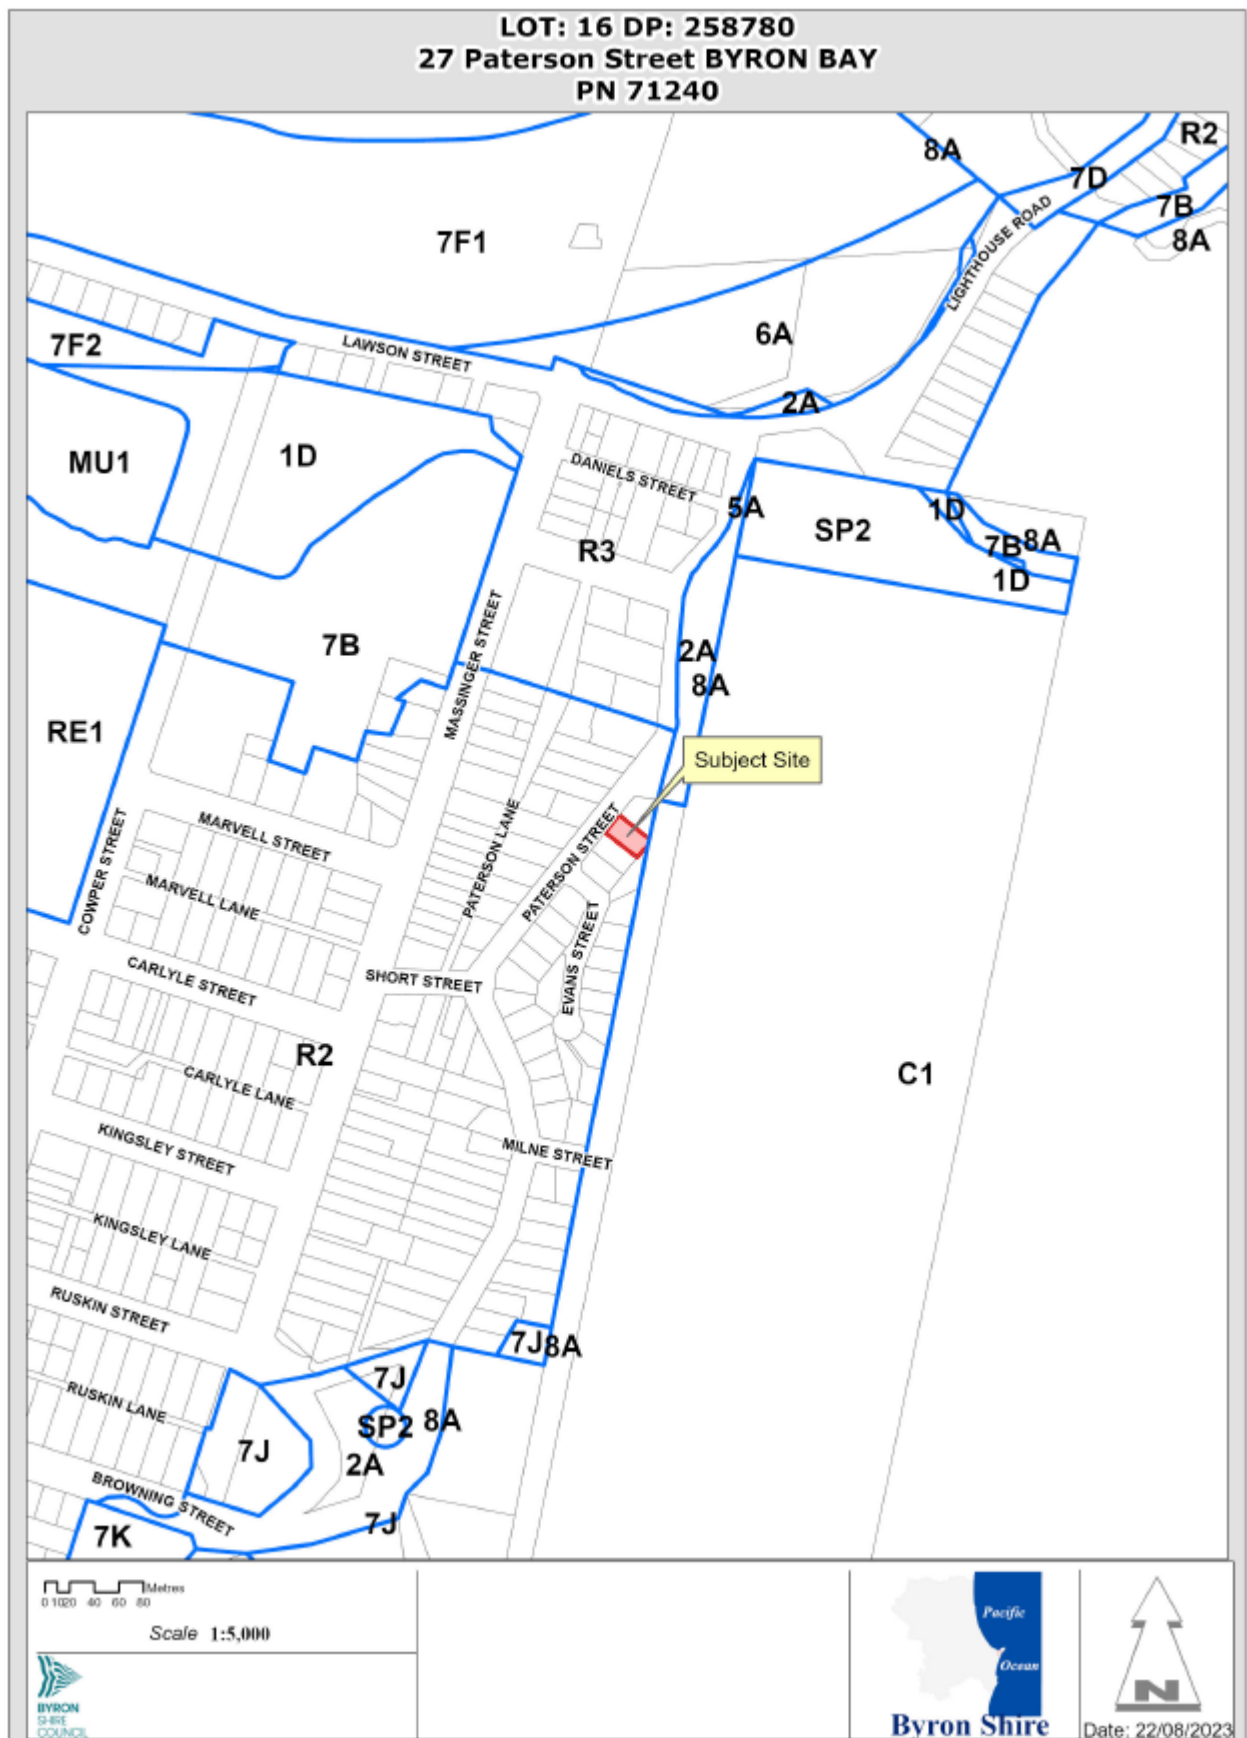 LOT: 16 DP: 258780
27 Paterson Street BYRON BAY
PN 71240
R2
8A
7D
7B
8A
7F1
LIGHTHOUSE ROAD
6A
7F2
LAWSON STREET
2A
MU1
1D
DANIELS STREET
5A
SP2
1D
R3
7B
8A
1D
MASSINGER STREET
7B
2A
8A
RE1
Subject Site
MARVELL STREET
PATERSON LANE
PATERSON STREET
COWPER STREET
MARVELL LANE
EVANS STREET
CARLYLE STREET
SHORT STREET
R2
C1
CARLYLE LANE
KINGSLEY STREET
MILNE STREET
KINGSLEY LANE
RUSKIN STREET
7J
8A
7J
RUSKIN LANE
SP2
8A
7J
2A
BROWNING STREET
7J
7K
Metres
0 10 20 40 60 80
Scale 1:5,000
BYRON
SHIRE
COUNCIL
Pacific
Ocean
Byron Shire
N
Date: 22/08/2023